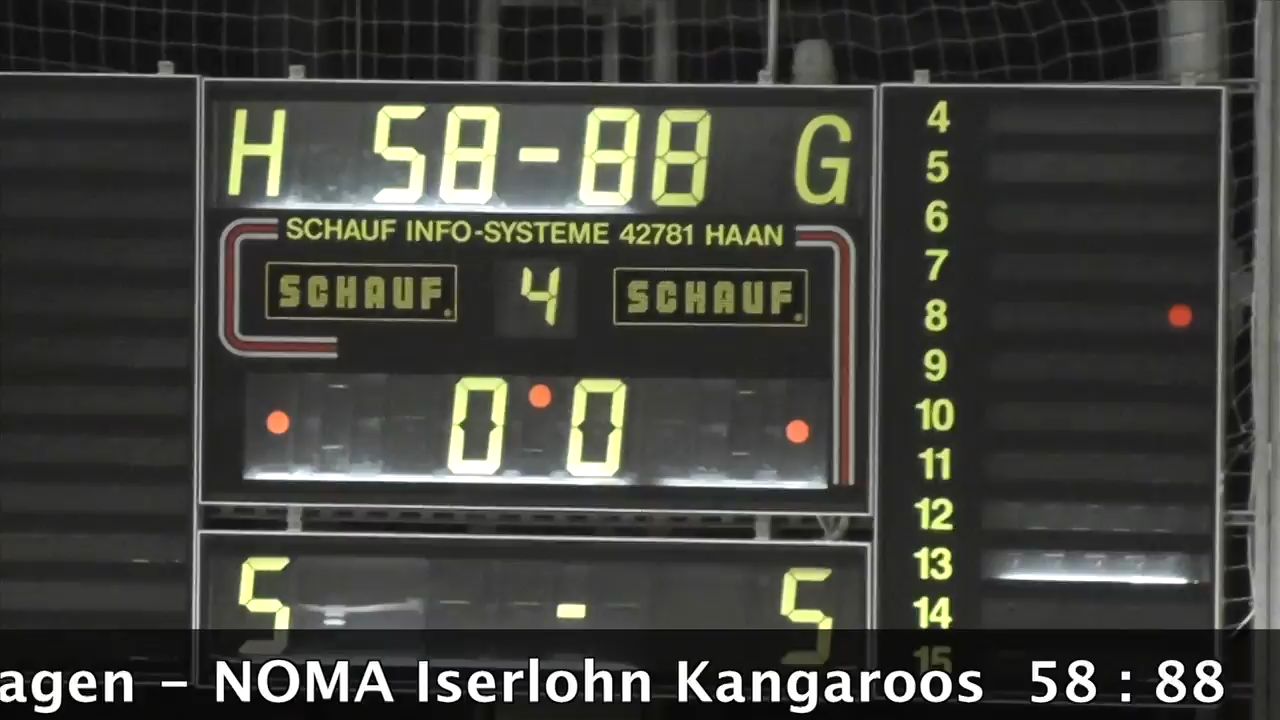 H 58-88 G
SCHAUF INFO-SYSTEME 42781 HAAN
SCHAUF. 4 SCHAUF.
0 0
5 - 5
4
5
6
7
8
9
10
11
12
13
14
15
agen - NOMA Iserlohn Kangaroos 58 : 88